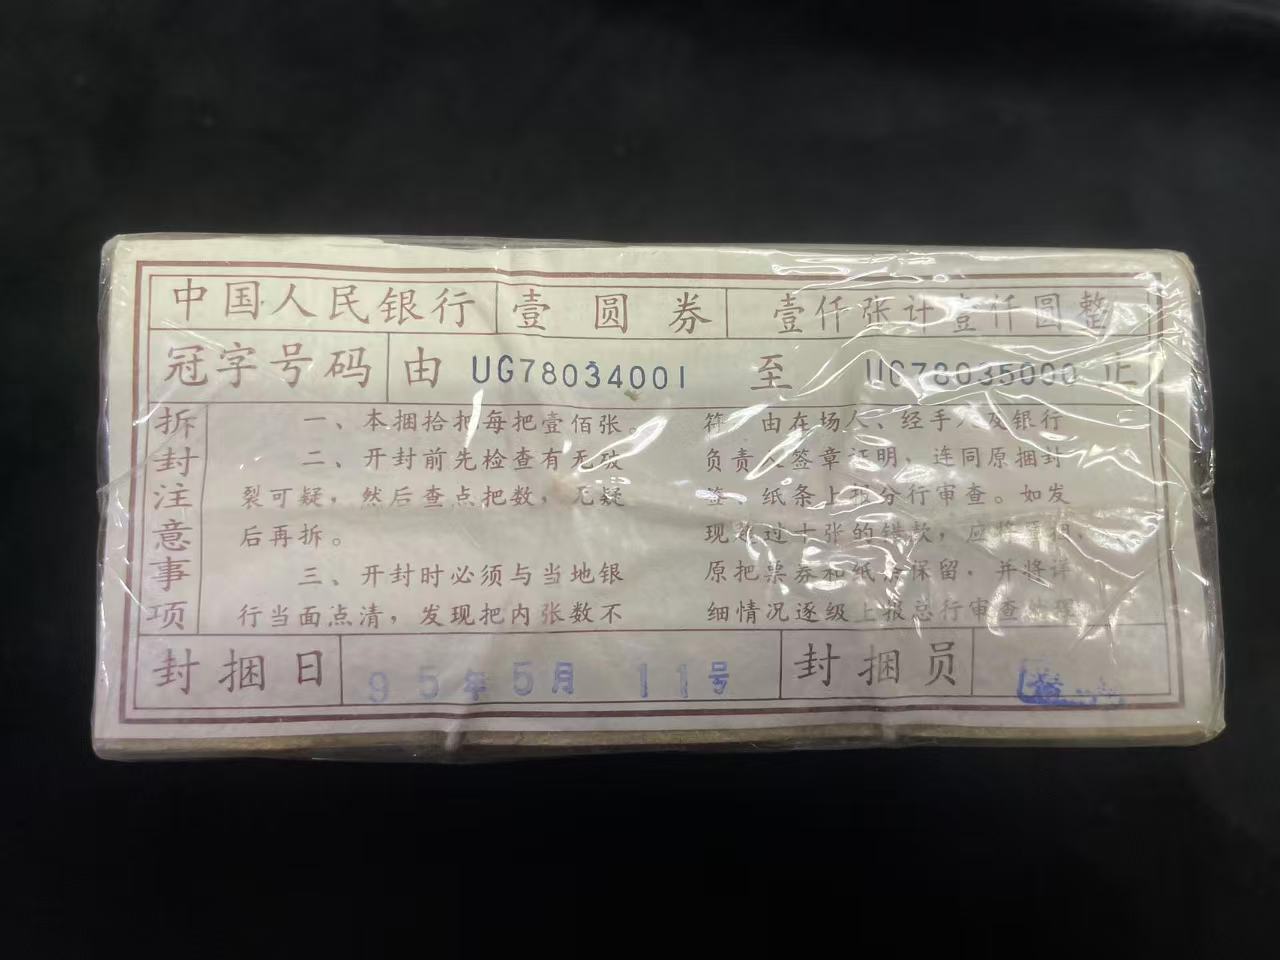 中国人民银行 壹圆券 壹仟张计壹仟圆整
冠字号码 由 UG78034001 至 UG78035000 止
拆封注意事项
一、本捆拾把每把壹佰张。
二、开封前先检查有无破
裂可疑，然后查点把数，无疑
后再拆。
三、开封时必须与当地银
行当面点清，发现把内张数不
符，由在场人、经手人及银行
负责人签章证明、连同原捆封
签、纸条上报分行审查。如发
现超过十张的错款，应将
原把票券和纸条保留，并将详
细情况逐级上报总行审查处理
封捆日 95年5月 11号 封捆员